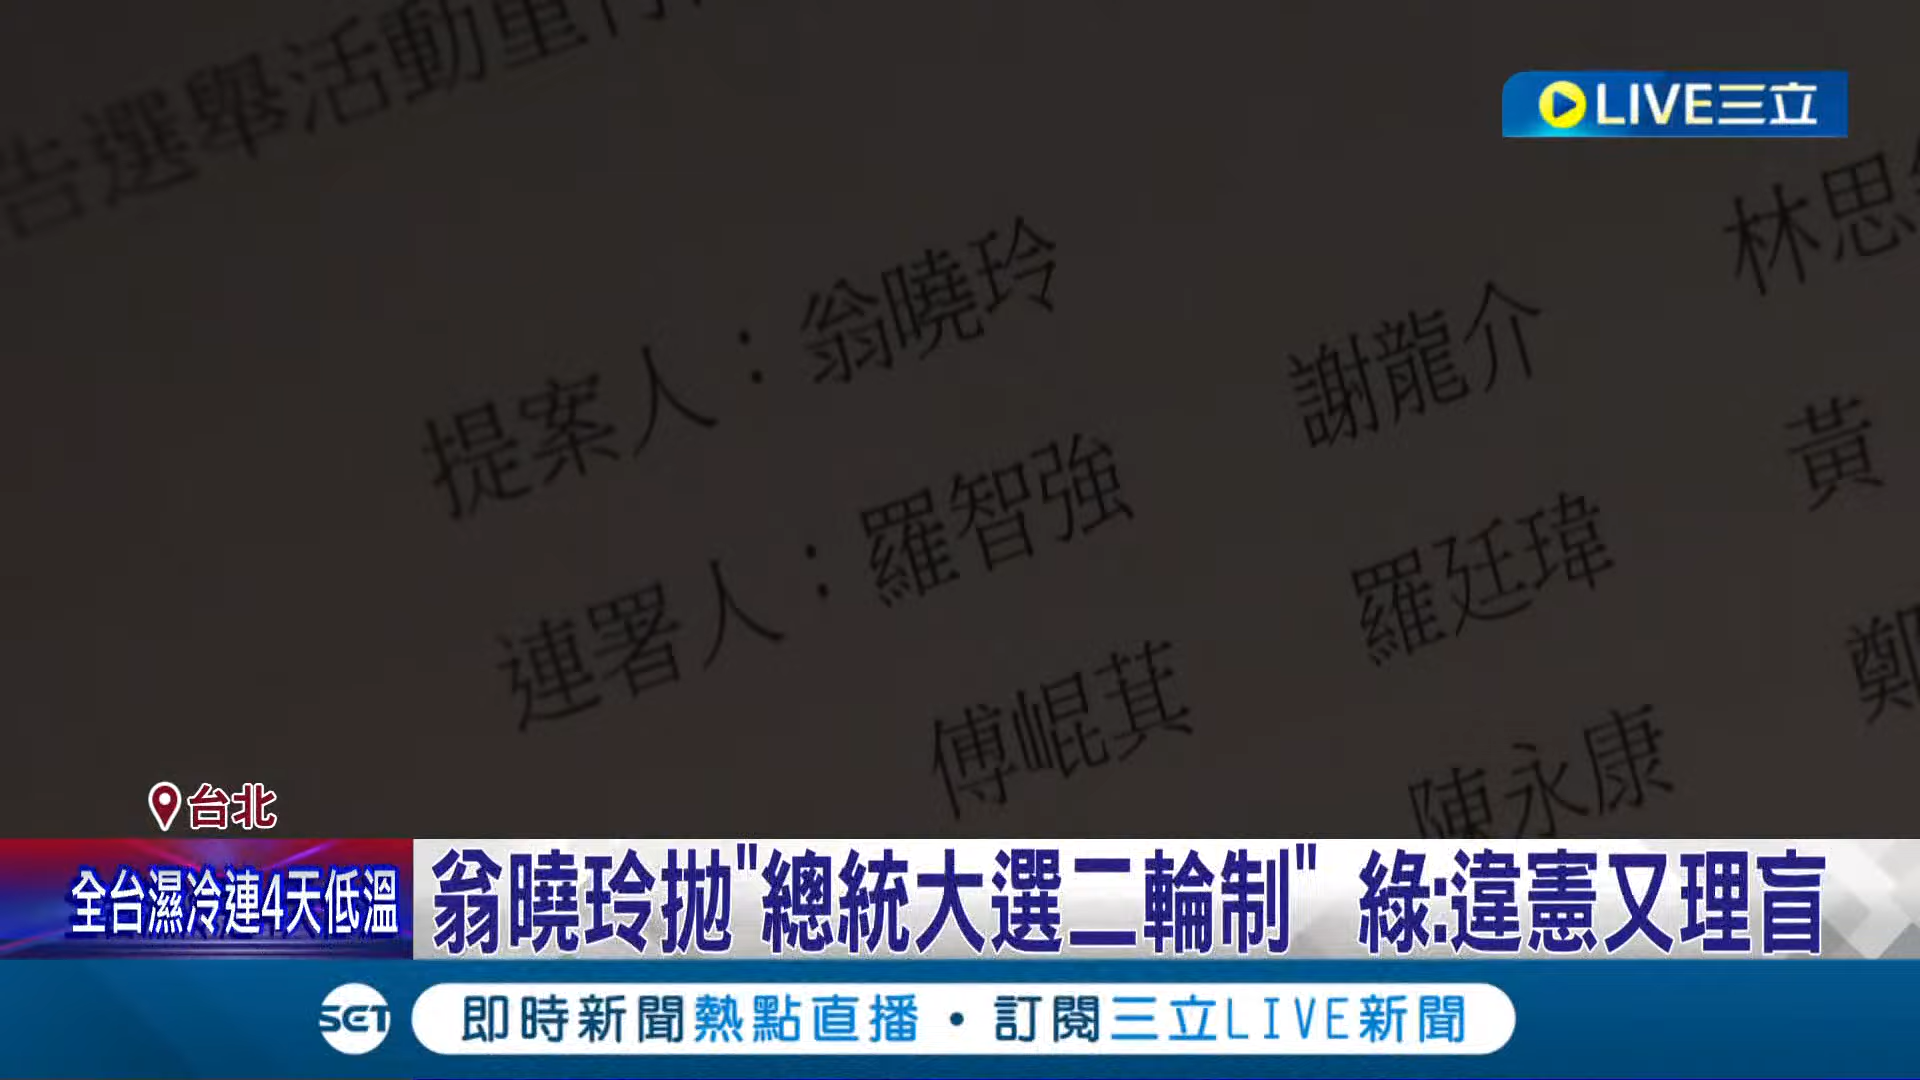 告選舉活動重行
LIVE三立
林思
提案人：翁曉玲
謝龍介
黃
連署人：羅智強
羅廷瑋
鄭
傅崐萁
陳永康
台北
全台濕冷連4天低溫
翁曉玲拋"總統大選二輪制" 綠:違憲又理盲
SET
即時新聞熱點直播・訂閱三立LIVE新聞